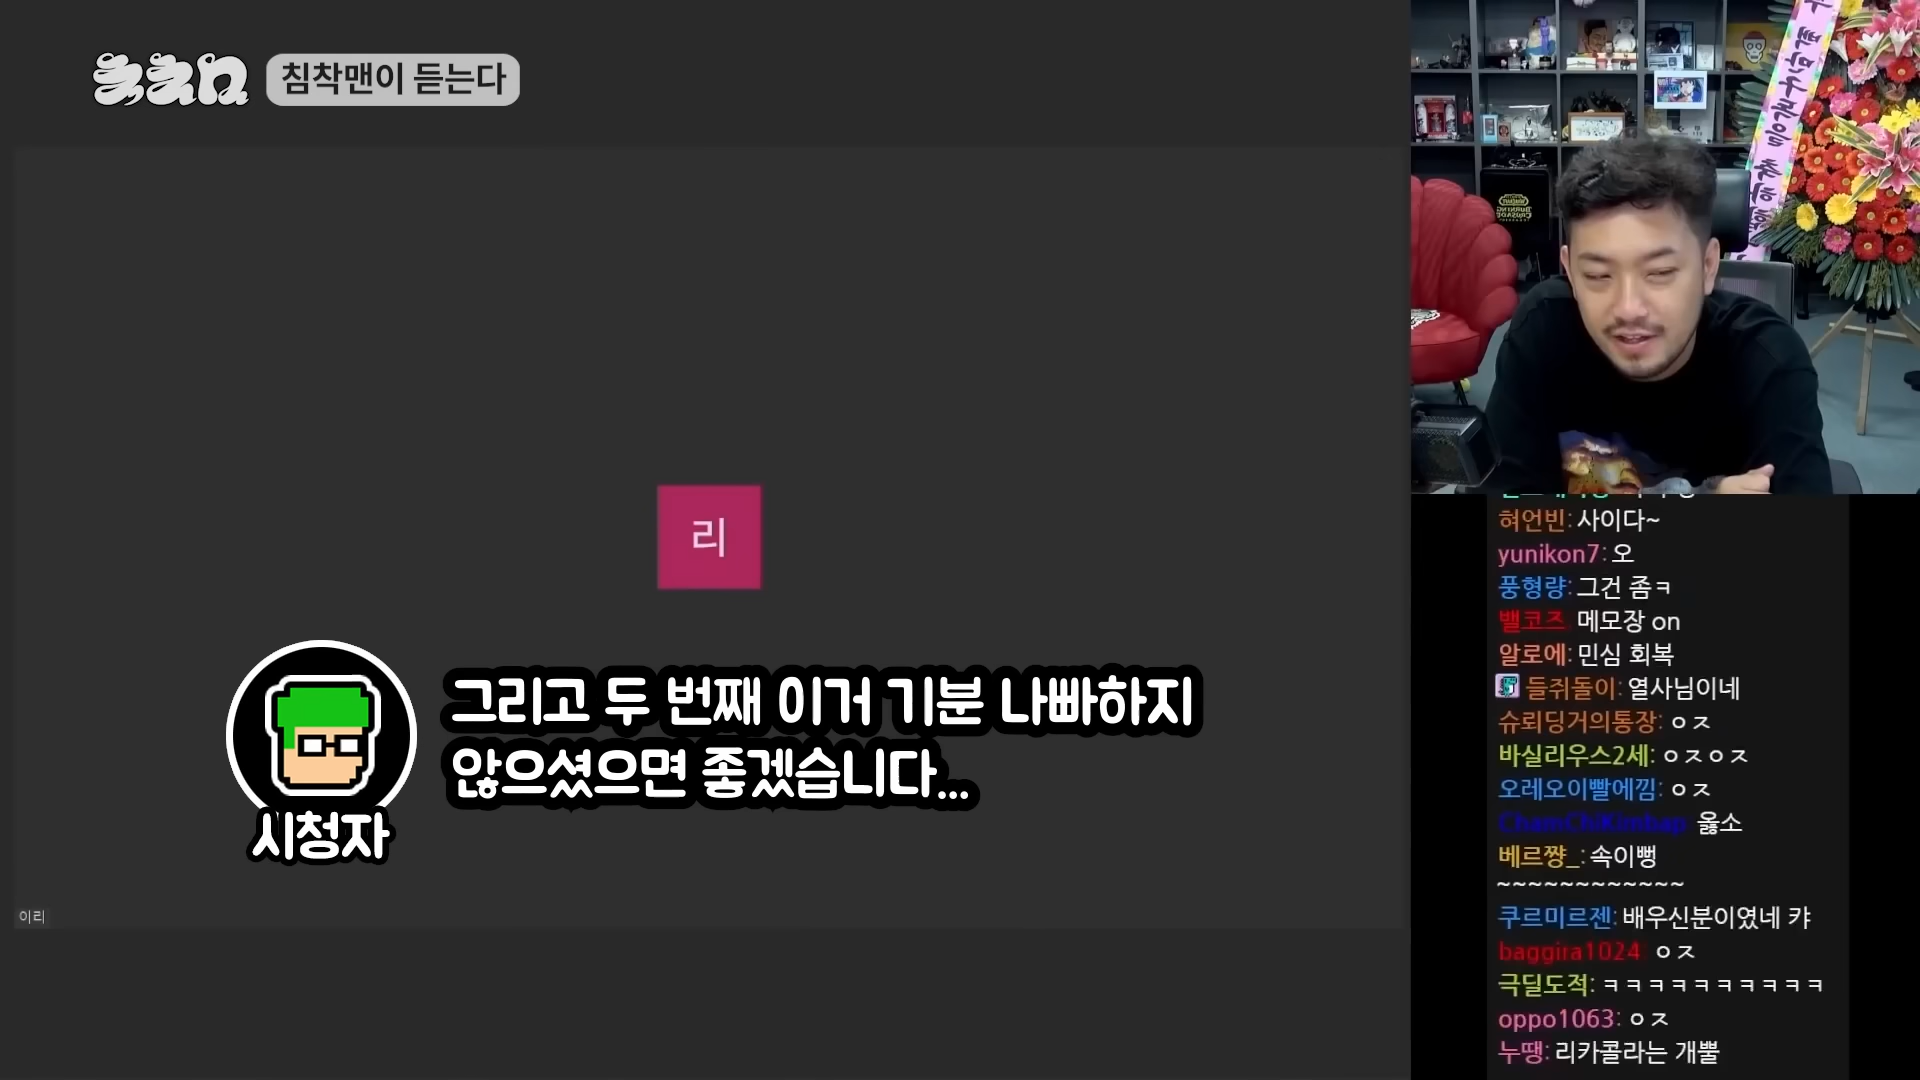 침착맨이 듣는다
리
그리고 두 번째 이거 기분 나빠하지
않으셨으면 좋겠습니다...
시청자
이리
혀언빈: 사이다~
yunikon7: 오
풍형량: 그건 좀ㅋ
밸코즈: 메모장 on
알로에: 민심 회복
들쥐돌이: 열사님이네
슈뢰딩거의통장: ㅇㅈ
바실리우스2세: ㅇㅈㅇㅈ
오레오이빨에낌: ㅇㅈ
ChamChiKimbap: 옳소
베르쨩_: 속이뻥
~~~~~~~~~~~~
쿠르미르젠: 배우신분이였네 캬
baggira1024: ㅇㅈ
극딜도적: ㅋㅋㅋㅋㅋㅋㅋㅋㅋㅋ
oppo1063: ㅇㅈ
누땡: 리카콜라는 개뿔